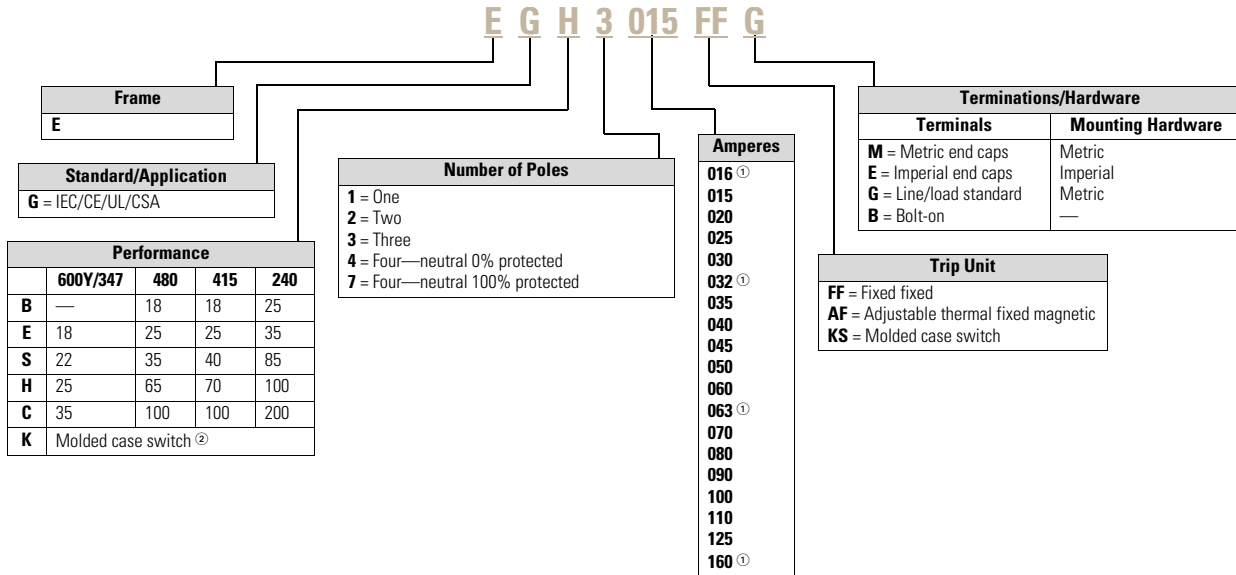 E G H 3 015 FF G
Frame
E
Standard/Application
G = IEC/CE/UL/CSA
Performance
600Y/347 480 415 240
B — 18 18 25
E 18 25 25 35
S 22 35 40 85
H 25 65 70 100
C 35 100 100 200
K Molded case switch ②
Number of Poles
1 = One
2 = Two
3 = Three
4 = Four—neutral 0% protected
7 = Four—neutral 100% protected
Amperes
016 ①
015
020
025
030
032 ①
035
040
045
050
060
063 ①
070
080
090
100
110
125
160 ①
Trip Unit
FF = Fixed fixed
AF = Adjustable thermal fixed magnetic
KS = Molded case switch
Terminations/Hardware
Terminals Mounting Hardware
M = Metric end caps Metric
E = Imperial end caps Imperial
G = Line/load standard Metric
B = Bolt-on —